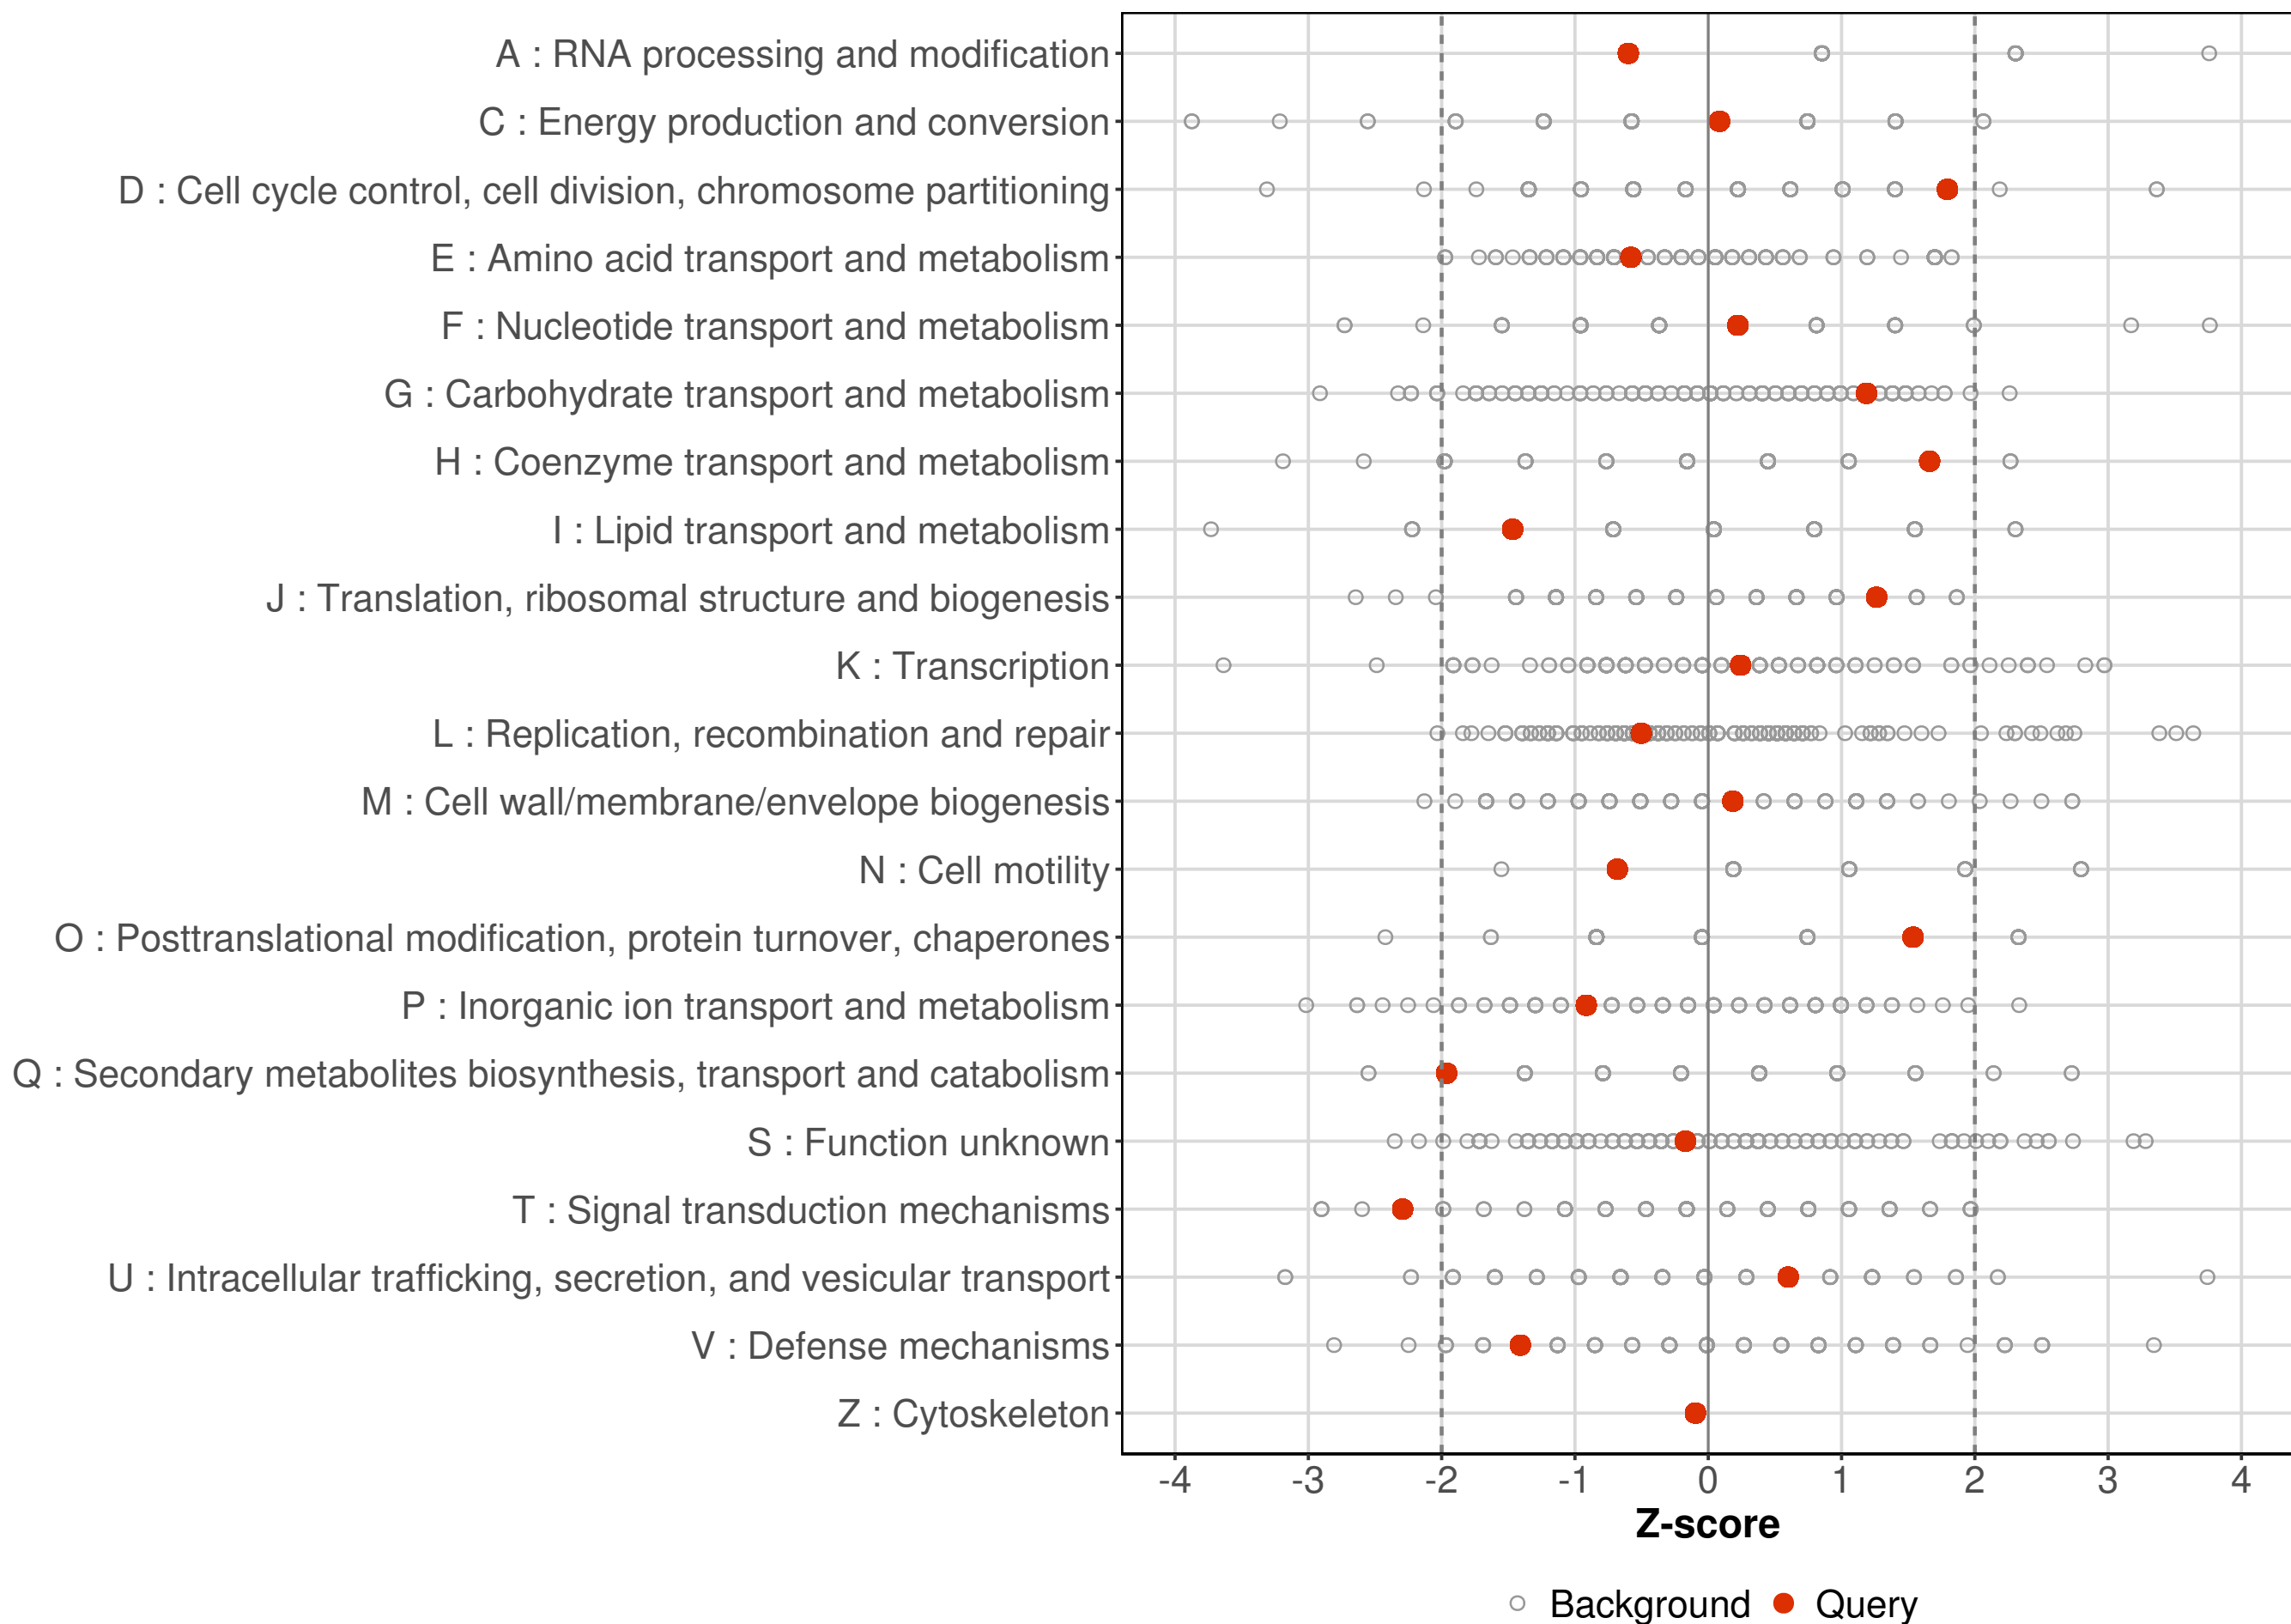 A : RNA processing and modification
C : Energy production and conversion
D : Cell cycle control, cell division, chromosome partitioning
E : Amino acid transport and metabolism
F : Nucleotide transport and metabolism
G : Carbohydrate transport and metabolism
H : Coenzyme transport and metabolism
I : Lipid transport and metabolism
J : Translation, ribosomal structure and biogenesis
K : Transcription
L : Replication, recombination and repair
M : Cell wall/membrane/envelope biogenesis
N : Cell motility
O : Posttranslational modification, protein turnover, chaperones
P : Inorganic ion transport and metabolism
Q : Secondary metabolites biosynthesis, transport and catabolism
S : Function unknown
T : Signal transduction mechanisms
U : Intracellular trafficking, secretion, and vesicular transport
V : Defense mechanisms
Z : Cytoskeleton
-4 -3 -2 -1 0 1 2 3 4
Z-score
Background Query